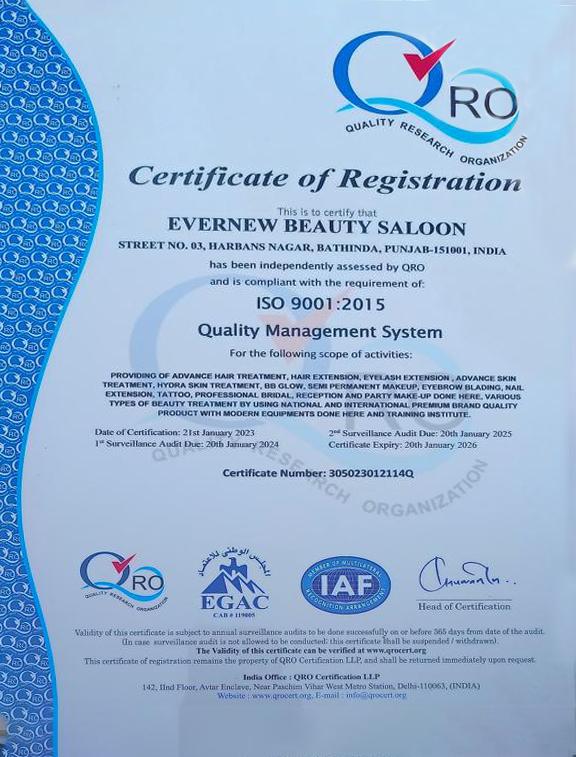 QRO
QUALITY RESEARCH ORGANIZATION
Certificate of Registration
This is to certify that
EVERNEW BEAUTY SALOON
STREET NO. 03, HARBANS NAGAR, BATHINDA, PUNJAB-151001, INDIA
has been independently assessed by QRO
and is compliant with the requirement of:
ISO 9001:2015
Quality Management System
For the following scope of activities:
PROVIDING OF ADVANCE HAIR TREATMENT, HAIR EXTENSION, EYELASH EXTENSION , ADVANCE SKIN
TREATMENT, HYDRA SKIN TREATMENT, BB GLOW, SEMI PERMANENT MAKEUP, EYEBROW BLADING, NAIL
EXTENSION, TATTOO, PROFESSIONAL BRIDAL, RECEPTION AND PARTY MAKE-UP DONE HERE, VARIOUS
TYPES OF BEAUTY TREATMENT BY USING NATIONAL AND INTERNATIONAL PREMIUM BRAND QUALITY
PRODUCT WITH MODERN EQUIPMENTS DONE HERE AND TRAINING INSTITUTE.
Date of Certification: 21st January 2023
2nd Surveillance Audit Due: 20th January 2025
1st Surveillance Audit Due: 20th January 2024
Certificate Expiry: 20th January 2026
Certificate Number: 305023012114Q
QUALITY RESEARCH ORGANIZATION
QRO
QUALITY RESEARCH ORGANIZATION
المجلس الوطني للاعتماد
EGAC
CAB # 119005
MEMBER OF MULTILATERAL
IAF
RECOGNITION ARRANGEMENT
Head of Certification
Validity of this certificate is subject to annual surveillance audits to be done successfully on or before 365 days from date of the audit.
(In case surveillance audit is not allowed to be conducted; this certificate shall be suspended / withdrawn).
The Validity of this certificate can be verified at www.qrocert.org
This certificate of registration remains the property of QRO Certification LLP, and shall be returned immediately upon request.
India Office : QRO Certification LLP
142, IInd Floor, Avtar Enclave, Near Paschim Vihar West Matro Station, Delhi-110063, (INDIA)
Website : www.qrocert.org, E-mail : info@qrocert.org